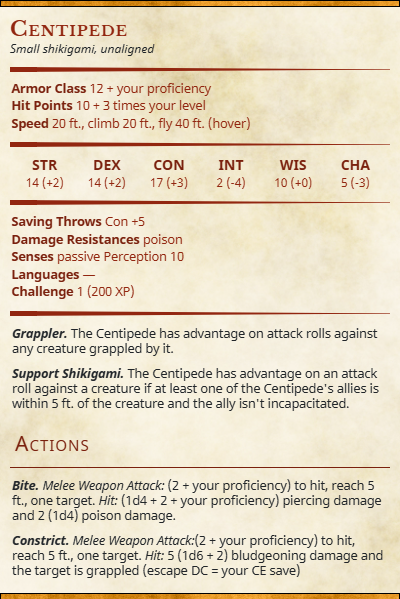 Centipede
Small shikigami, unaligned
Armor Class 12 + your proficiency
Hit Points 10 + 3 times your level
Speed 20 ft., climb 20 ft., fly 40 ft. (hover)
STR DEX CON INT WIS CHA
14 (+2) 14 (+2) 17 (+3) 2 (-4) 10 (+0) 5 (-3)
Saving Throws Con +5
Damage Resistances poison
Senses passive Perception 10
Languages —
Challenge 1 (200 XP)
Grappler. The Centipede has advantage on attack rolls against
any creature grappled by it.
Support Shikigami. The Centipede has advantage on an attack
roll against a creature if at least one of the Centipede's allies is
within 5 ft. of the creature and the ally isn't incapacitated.
Actions
Bite. Melee Weapon Attack: (2 + your proficiency) to hit, reach 5
ft., one target. Hit: (1d4 + 2 + your proficiency) piercing damage
and 2 (1d4) poison damage.
Constrict. Melee Weapon Attack:(2 + your proficiency) to hit,
reach 5 ft., one target. Hit: 5 (1d6 + 2) bludgeoning damage and
the target is grappled (escape DC = your CE save)